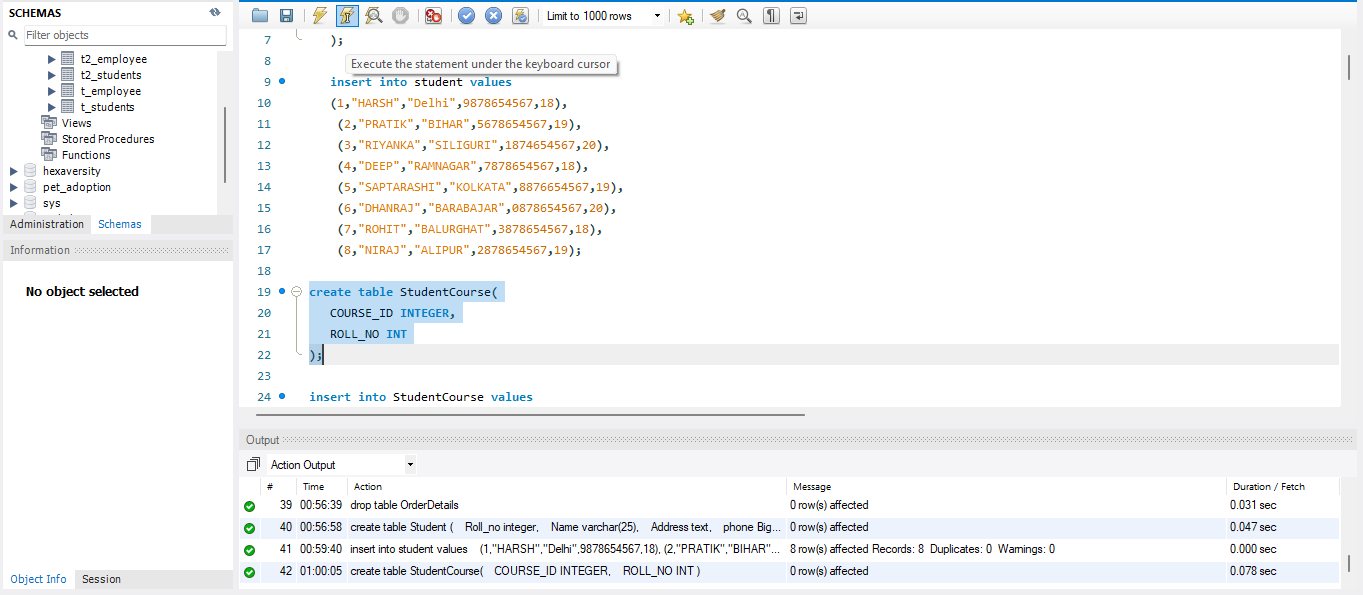 SCHEMAS
Filter objects
t2_employee
t2_students
t_employee
t_students
Views
Stored Procedures
Functions
hexaversity
pet_adoption
sys
Administration Schemas
Information
No object selected
Object Info Session
Limit to 1000 rows
7 );
8
Execute the statement under the keyboard cursor
9 insert into student values
10 (1,"HARSH","Delhi",9878654567,18),
11 (2,"PRATIK","BIHAR",5678654567,19),
12 (3,"RIYANKA","SILIGURI",1874654567,20),
13 (4,"DEEP","RAMNAGAR",7878654567,18),
14 (5,"SAPTARASHI","KOLKATA",8876654567,19),
15 (6,"DHANRAJ","BARABAJAR",0878654567,20),
16 (7,"ROHIT","BALURGHAT",3878654567,18),
17 (8,"NIRAJ","ALIPUR",2878654567,19);
18
19 create table StudentCourse(
20 COURSE_ID INTEGER,
21 ROLL_NO INT
22 );
23
24 insert into StudentCourse values
Output
Action Output
# Time Action Message Duration / Fetch
39 00:56:39 drop table OrderDetails 0 row(s) affected 0.031 sec
40 00:56:58 create table Student ( Roll_no integer, Name varchar(25), Address text, phone Big... 0 row(s) affected 0.047 sec
41 00:59:40 insert into student values (1,"HARSH","Delhi",9878654567,18), (2,"PRATIK","BIHAR"... 8 row(s) affected Records: 8 Duplicates: 0 Warnings: 0 0.000 sec
42 01:00:05 create table StudentCourse( COURSE_ID INTEGER, ROLL_NO INT ) 0 row(s) affected 0.078 sec